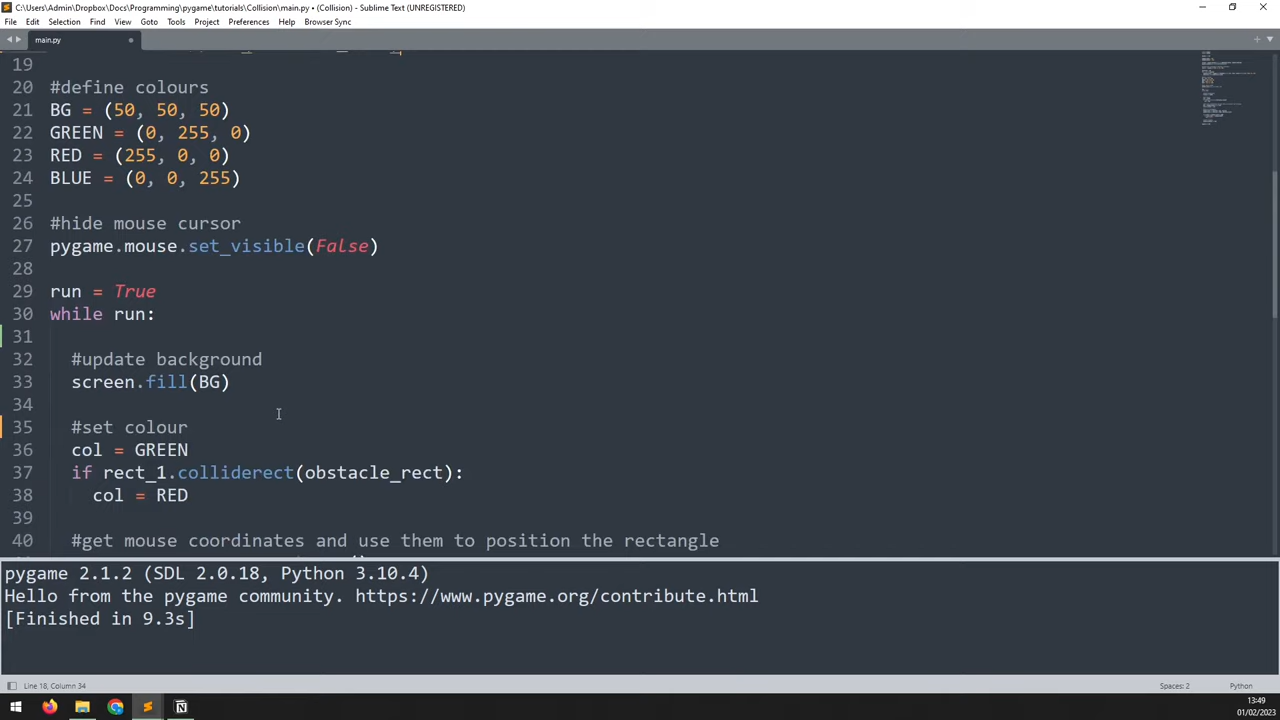 C:\Users\Admin\Dropbox\Docs\Programming\pygame\tutorials\Collision\main.py • (Collision) - Sublime Text (UNREGISTERED)
File Edit Selection Find View Goto Tools Project Preferences Help Browser Sync
main.py
19
20 #define colours
21 BG = (50, 50, 50)
22 GREEN = (0, 255, 0)
23 RED = (255, 0, 0)
24 BLUE = (0, 0, 255)
25
26 #hide mouse cursor
27 pygame.mouse.set_visible(False)
28
29 run = True
30 while run:
31
32 #update background
33 screen.fill(BG)
34
35 #set colour
36 col = GREEN
37 if rect_1.colliderect(obstacle_rect):
38 col = RED
39
40 #get mouse coordinates and use them to position the rectangle
pygame 2.1.2 (SDL 2.0.18, Python 3.10.4)
Hello from the pygame community. https://www.pygame.org/contribute.html
[Finished in 9.3s]
Line 18, Column 34 Spaces: 2 Python
13:49
01/02/2023